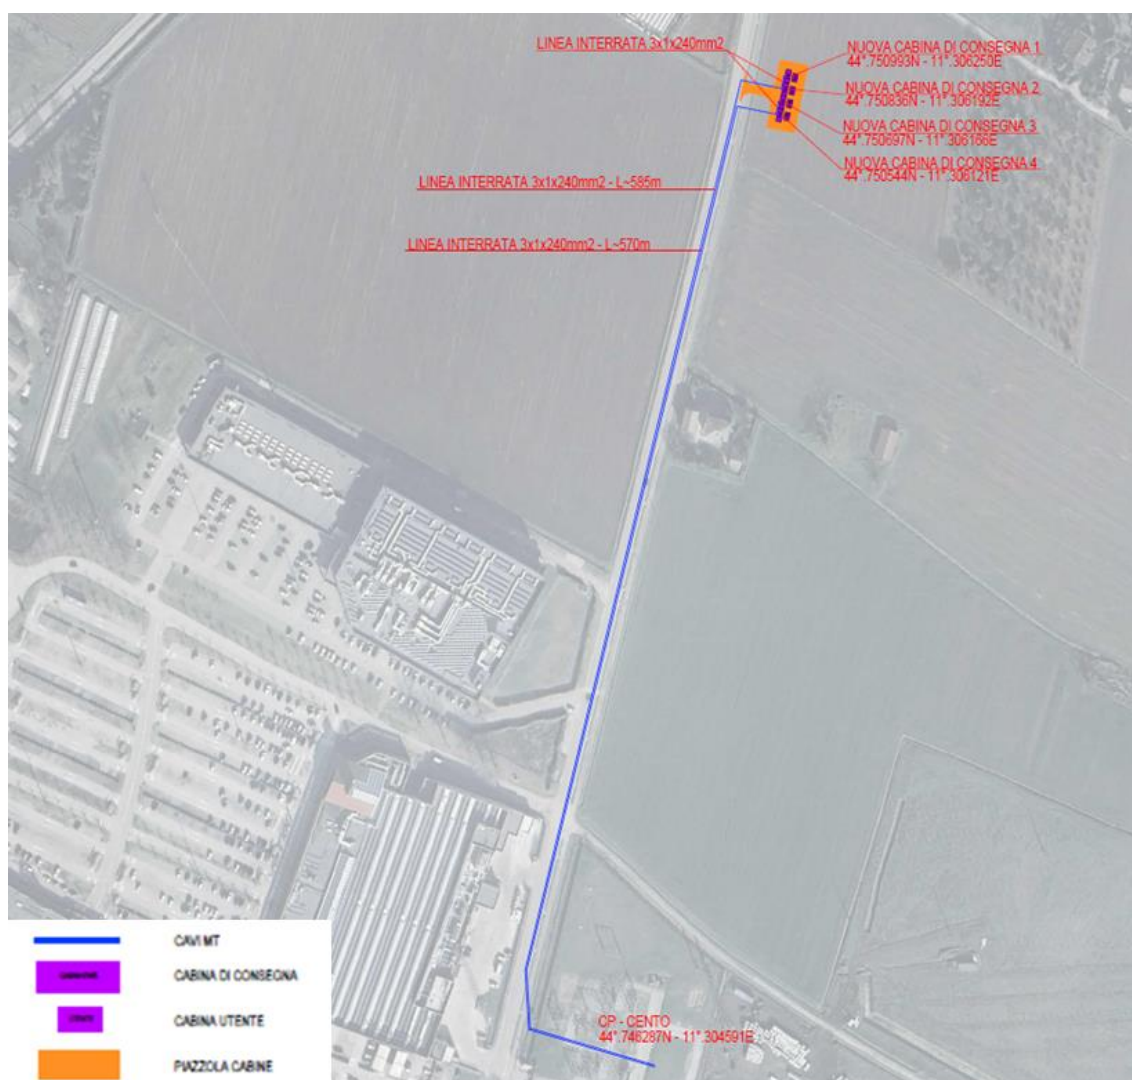 LINEA INTERRATA 3x1x240mm2
NUOVA CABINA DI CONSEGNA 1
44°.750993N - 11°.306250E
NUOVA CABINA DI CONSEGNA 2
44°.750836N - 11°.306192E
NUOVA CABINA DI CONSEGNA 3
44°.750697N - 11°.306166E
NUOVA CABINA DI CONSEGNA 4
44°.750544N - 11°.306121E
LINEA INTERRATA 3x1x240mm2 - L~585m
LINEA INTERRATA 3x1x240mm2 - L~570m
CP - CENTO
44°.746287N - 11°.304591E
CAVI MT
CABINA DI CONSEGNA
CABINA UTENTE
PIAZZOLA CABINE